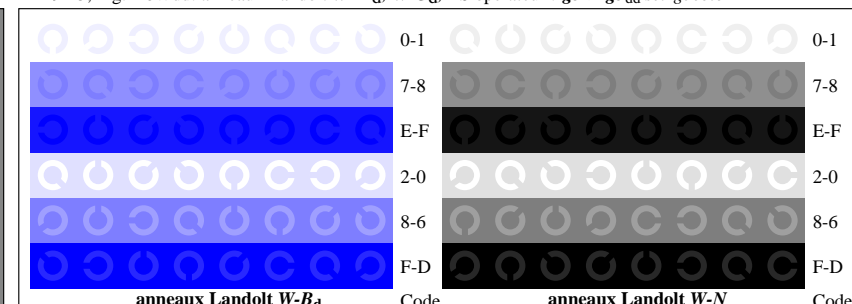 0-1 0-1
7-8 7-8
E-F E-F
2-0 2-0
8-6 8-6
F-D F-D
anneaux Landolt W-Bd Code anneaux Landolt W-N Code